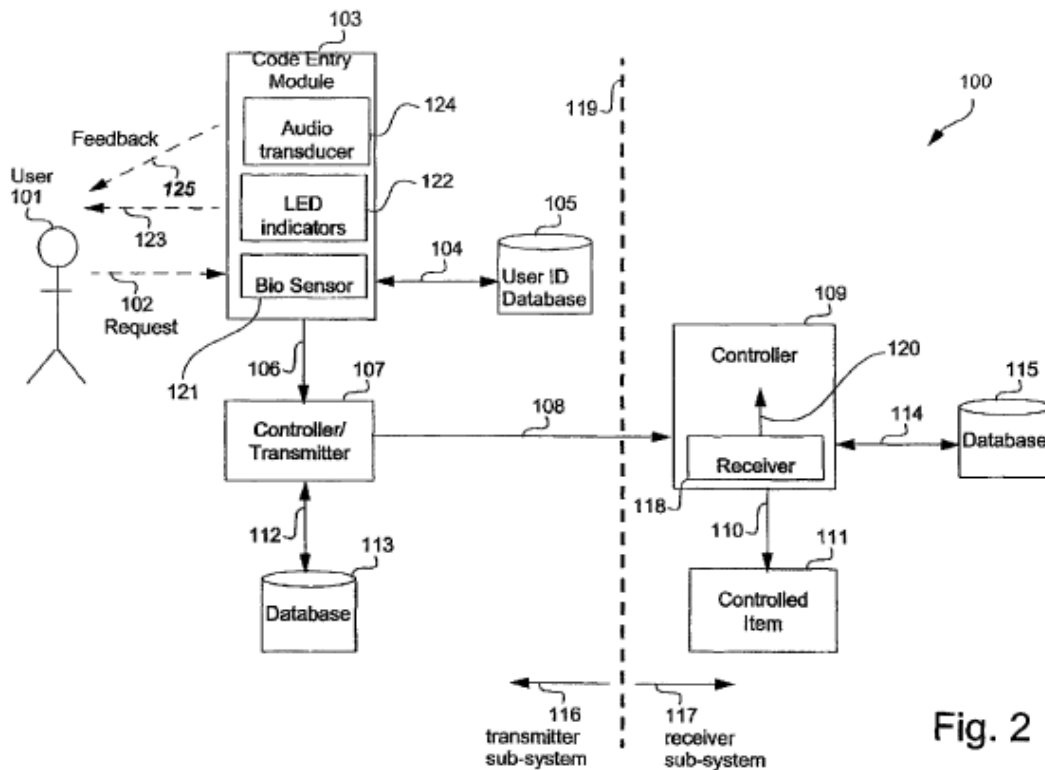 103
Code Entry
Module
124
119
100
Audio
transducer
Feedback
125
User
101
122
LED
indicators
123
105
104
User ID
Database
Bio Sensor
102
Request
109
106
121
107
Controller
120
115
108
Controller/
Transmitter
114
Receiver
Database
118
112
110
113
111
Database
Controlled
Item
116
117
transmitter
sub-system
receiver
sub-system
Fig. 2